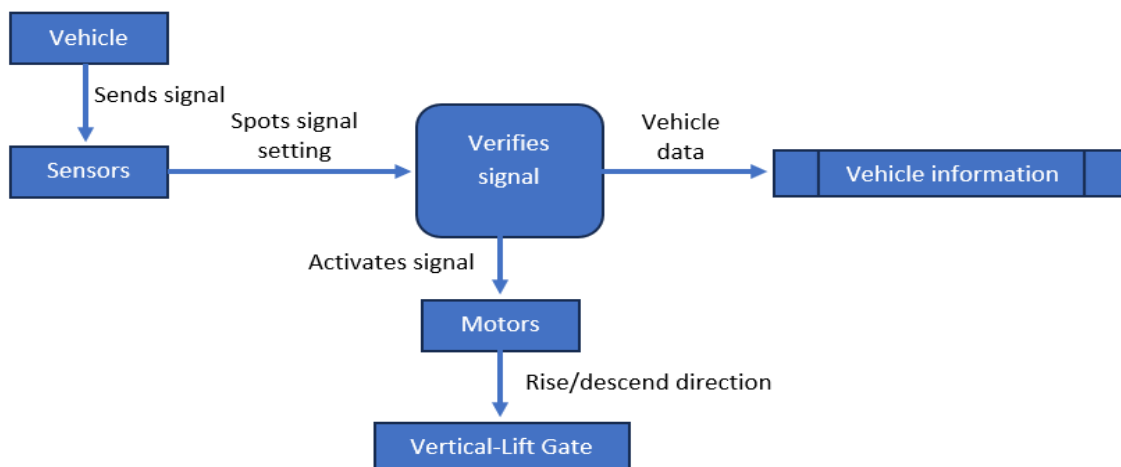 Vehicle
Sends signal
Sensors
Spots signal
setting
Verifies
signal
Vehicle
data
Vehicle information
Activates signal
Motors
Rise/descend direction
Vertical-Lift Gate